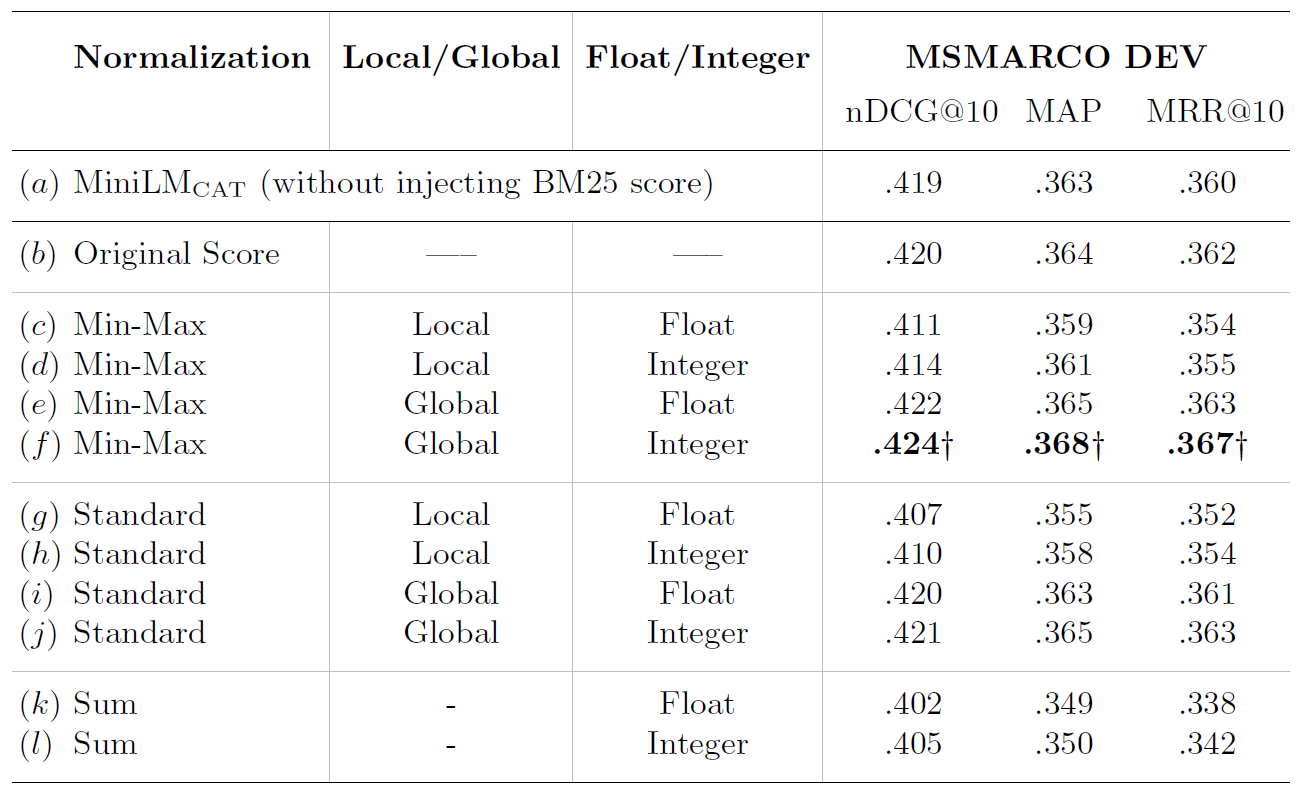 Normalization Local/Global Float/Integer MSMARCO DEV
nDCG@10 MAP MRR@10
(a) MiniLMCAT (without injecting BM25 score) .419 .363 .360
(b) Original Score —– —– .420 .364 .362
(c) Min-Max Local Float .411 .359 .354
(d) Min-Max Local Integer .414 .361 .355
(e) Min-Max Global Float .422 .365 .363
(f) Min-Max Global Integer .424† .368† .367†
(g) Standard Local Float .407 .355 .352
(h) Standard Local Integer .410 .358 .354
(i) Standard Global Float .420 .363 .361
(j) Standard Global Integer .421 .365 .363
(k) Sum - Float .402 .349 .338
(l) Sum - Integer .405 .350 .342